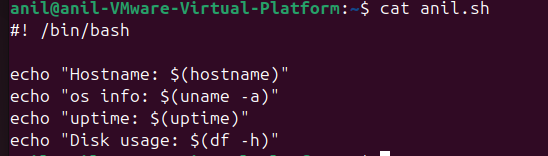 anil@anil-VMware-Virtual-Platform:~$ cat anil.sh
#! /bin/bash

echo "Hostname: $(hostname)"
echo "os info: $(uname -a)"
echo "uptime: $(uptime)"
echo "Disk usage: $(df -h)"